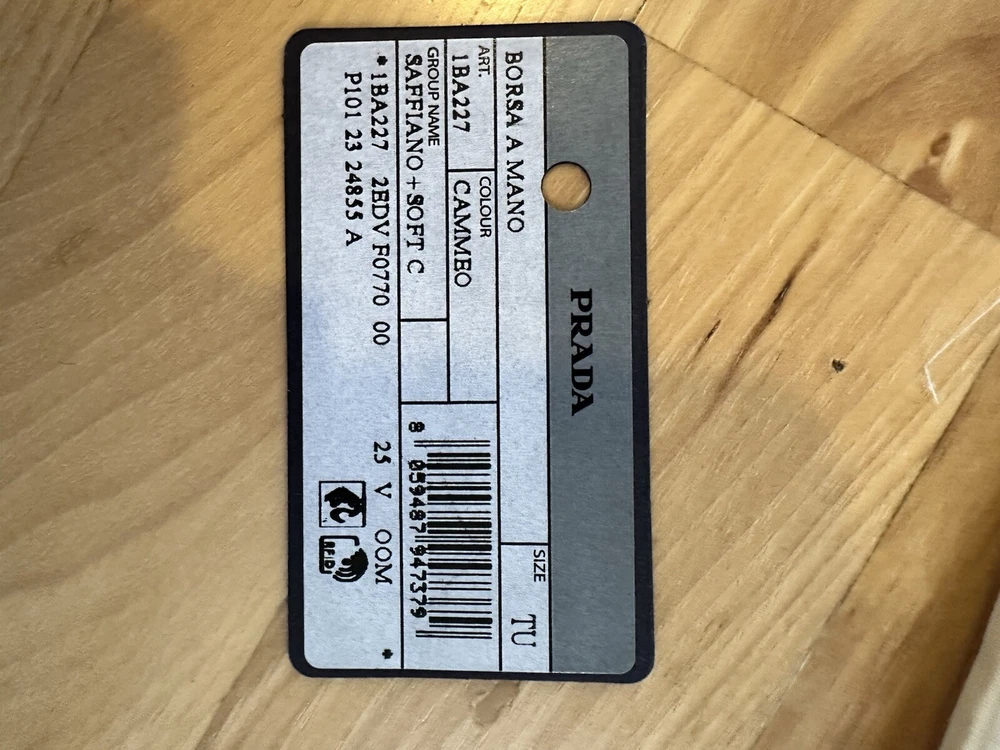 PRADA
BORSA A MANO
SIZE
TU
ART.
1BA227
COLOUR
CAMMEO
GROUP NAME
SAFFIANO + SOFT C
8 059487 947379
*1BA227 2EDV F0770 00 25 V OOM *
P101 23 24855 A
RFID